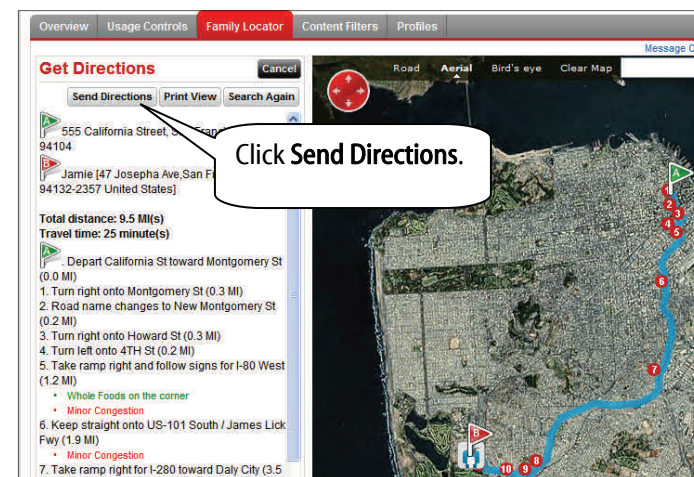 Overview Usage Controls Family Locator Content Filters Profiles
Message C
Get Directions Cancel
Send Directions Print View Search Again
A 555 California Street, S
94104
B Jamie [47 Josepha Ave,San F
94132-2357 United States]
Total distance: 9.5 MI(s)
Travel time: 25 minute(s)
A . Depart California St toward Montgomery St
(0.0 MI)
1. Turn right onto Montgomery St (0.3 MI)
2. Road name changes to New Montgomery St
(0.2 MI)
3. Turn right onto Howard St (0.3 MI)
4. Turn left onto 4TH St (0.2 MI)
5. Take ramp right and follow signs for I-80 West
(1.2 MI)
• Whole Foods on the corner
• Minor Congestion
6. Keep straight onto US-101 South / James Lick
Fwy (1.9 MI)
• Minor Congestion
7. Take ramp right for I-280 toward Daly City (3.5
Click Send Directions.
Road Aerial Bird's eye Clear Map
A
1
2
3
4
5
6
7
B
8
9
10